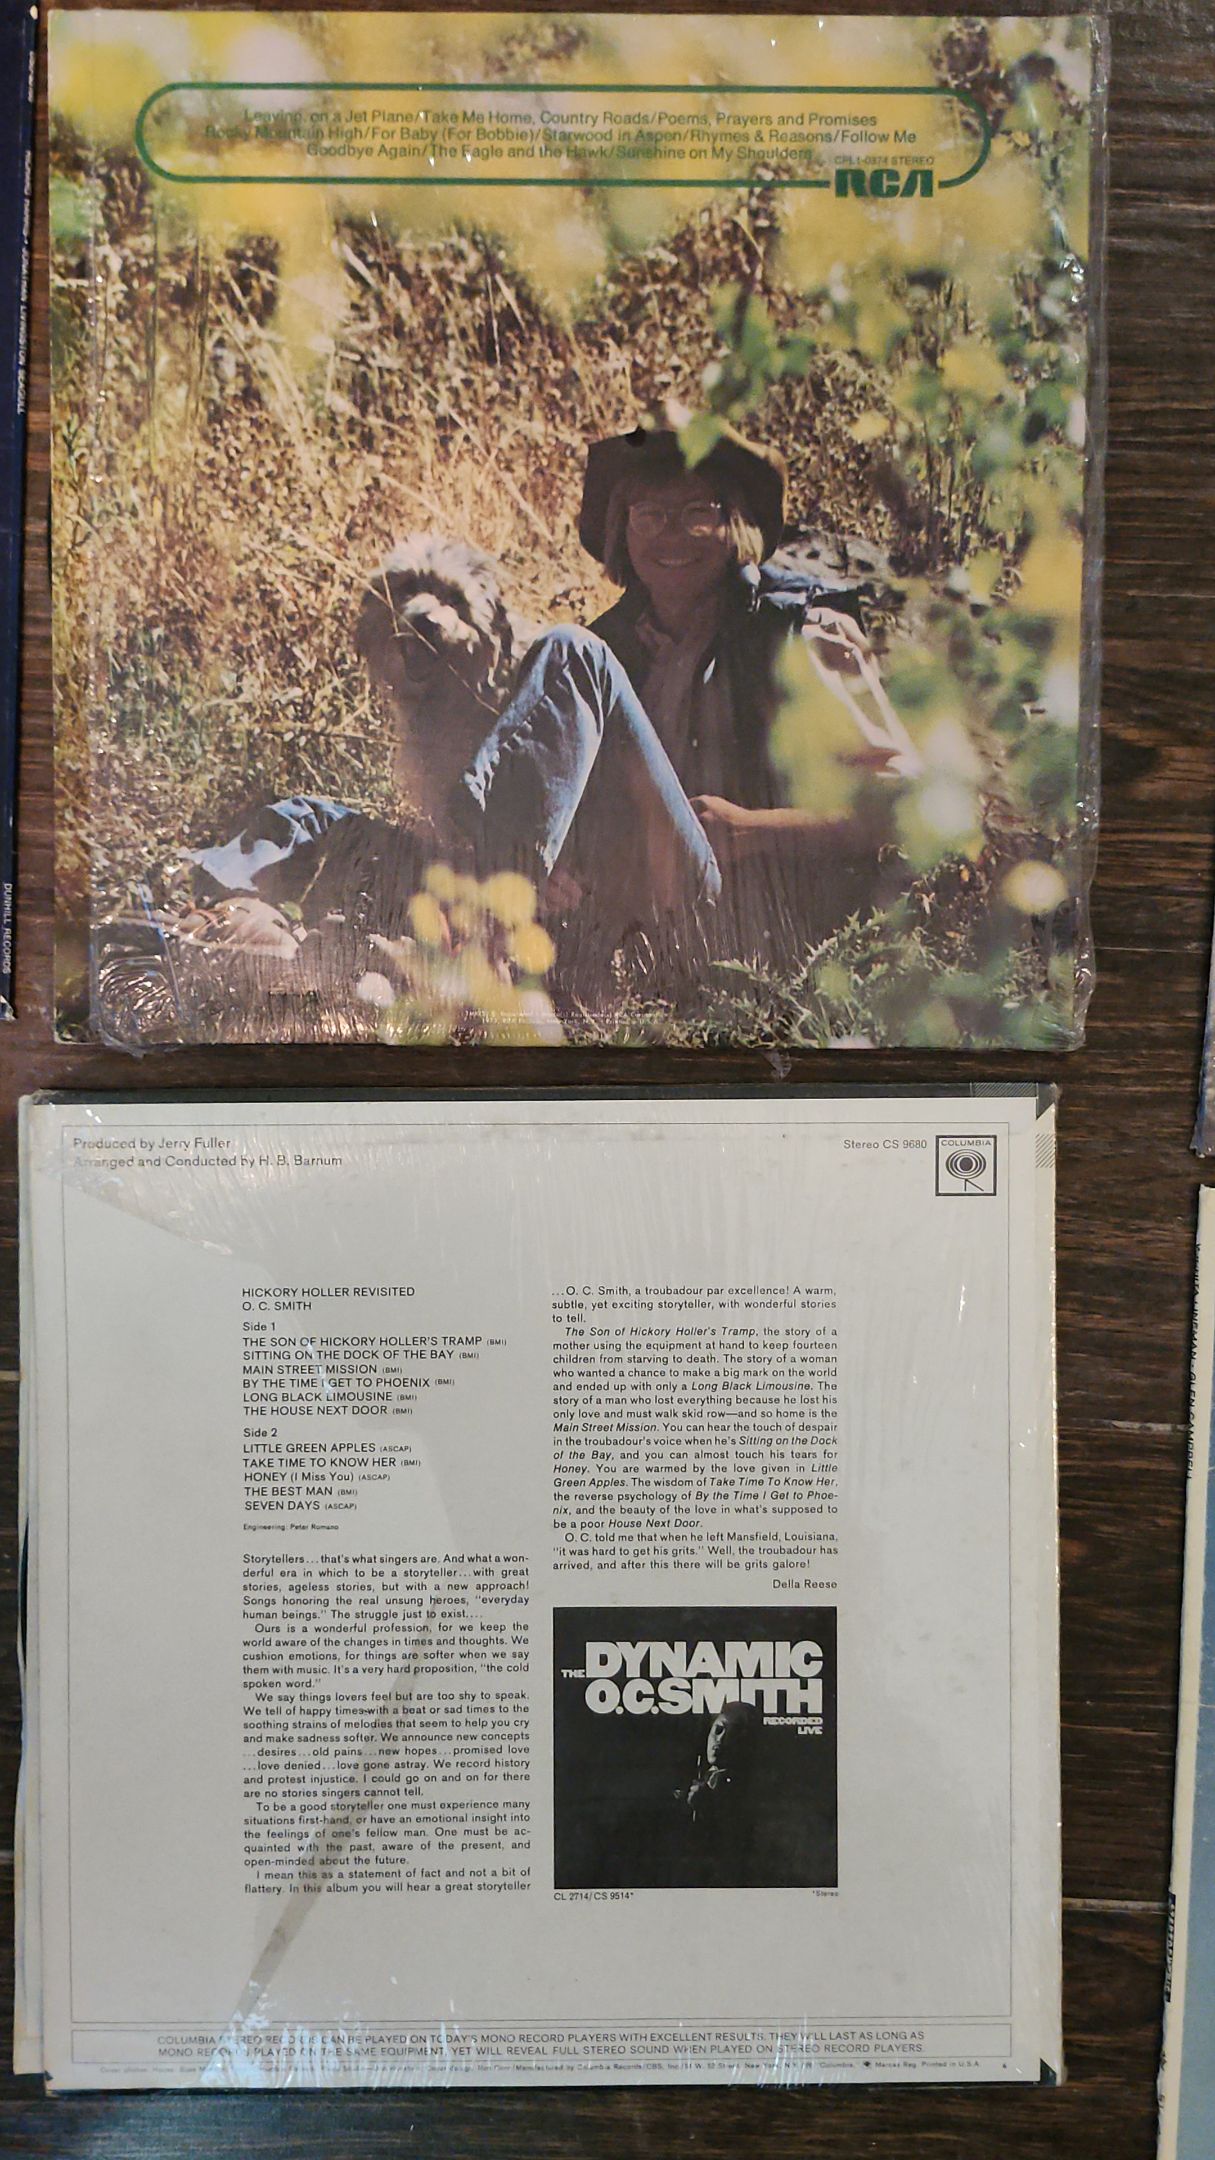 Leaving, on a Jet Plane/Take Me Home, Country Roads/Poems, Prayers and Promises
Rocky Mountain High/For Baby (For Bobbie)/Starwood in Aspen/Rhymes & Reasons/Follow Me
Goodbye Again/The Eagle and the Hawk/Sunshine on My Shoulders
CPL1-0374 STEREO
RCA
JONATHAN LIVINGSTON SEAGULL
DUNHILL RECORDS
Produced by Jerry Fuller
Arranged and Conducted by H. B. Barnum
Stereo CS 9680
COLUMBIA
HICKORY HOLLER REVISITED
O. C. SMITH
Side 1
THE SON OF HICKORY HOLLER'S TRAMP (BMI)
SITTING ON THE DOCK OF THE BAY (BMI)
MAIN STREET MISSION (BMI)
BY THE TIME I GET TO PHOENIX (BMI)
LONG BLACK LIMOUSINE (BMI)
THE HOUSE NEXT DOOR (BMI)
Side 2
LITTLE GREEN APPLES (ASCAP)
TAKE TIME TO KNOW HER (BMI)
HONEY (I Miss You) (ASCAP)
THE BEST MAN (BMI)
SEVEN DAYS (ASCAP)
Engineering: Peter Romano
Storytellers...that's what singers are. And what a won-
derful era in which to be a storyteller...with great
stories, ageless stories, but with a new approach!
Songs honoring the real unsung heroes, "everyday
human beings." The struggle just to exist....
Ours is a wonderful profession, for we keep the
world aware of the changes in times and thoughts. We
cushion emotions, for things are softer when we say
them with music. It's a very hard proposition, "the cold
spoken word."
We say things lovers feel but are too shy to speak.
We tell of happy times with a beat or sad times to the
soothing strains of melodies that seem to help you cry
and make sadness softer. We announce new concepts
...desires...old pains...new hopes...promised love
...love denied...love gone astray. We record history
and protest injustice. I could go on and on for there
are no stories singers cannot tell.
To be a good storyteller one must experience many
situations first-hand, or have an emotional insight into
the feelings of one's fellow man. One must be ac-
quainted with the past, aware of the present, and
open-minded about the future.
I mean this as a statement of fact and not a bit of
flattery. In this album you will hear a great storyteller
...O. C. Smith, a troubadour par excellence! A warm,
subtle, yet exciting storyteller, with wonderful stories
to tell.
The Son of Hickory Holler's Tramp, the story of a
mother using the equipment at hand to keep fourteen
children from starving to death. The story of a woman
who wanted a chance to make a big mark on the world
and ended up with only a Long Black Limousine. The
story of a man who lost everything because he lost his
only love and must walk skid row—and so home is the
Main Street Mission. You can hear the touch of despair
in the troubadour's voice when he's Sitting on the Dock
of the Bay, and you can almost touch his tears for
Honey. You are warmed by the love given in Little
Green Apples. The wisdom of Take Time To Know Her,
the reverse psychology of By the Time I Get to Phoe-
nix, and the beauty of the love in what's supposed to
be a poor House Next Door.
O. C. told me that when he left Mansfield, Louisiana,
"it was hard to get his grits." Well, the troubadour has
arrived, and after this there will be grits galore!
Della Reese
THE DYNAMIC
O.C.SMITH
RECORDED
LIVE
CL 2714/CS 9514*
*Stereo
COLUMBIA STEREO RECORDS CAN BE PLAYED ON TODAY'S MONO RECORD PLAYERS WITH EXCELLENT RESULTS. THEY WILL LAST AS LONG AS
MONO RECORDS PLAYED ON THE SAME EQUIPMENT, YET WILL REVEAL FULL STEREO SOUND WHEN PLAYED ON STEREO RECORD PLAYERS.
Manufactured by Columbia Records/CBS, Inc./51 W. 52 Street, New York, N.Y./® "Columbia," Marcas Reg. Printed in U.S.A.
WICHITA LINEMAN • GLEN CAMPBELL